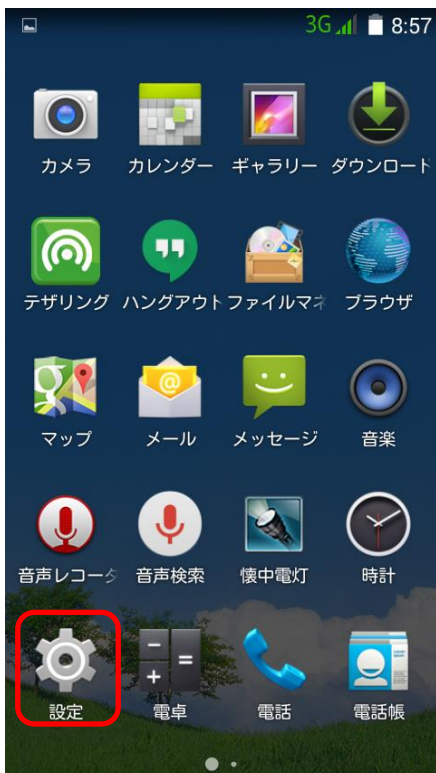 3G 8:57
カメラ カレンダー ギャラリー ダウンロード
テザリング ハングアウト ファイルマネ ブラウザ
マップ メール メッセージ 音楽
音声レコータ 音声検索 懐中電灯 時計
設定 電卓 電話 電話帳